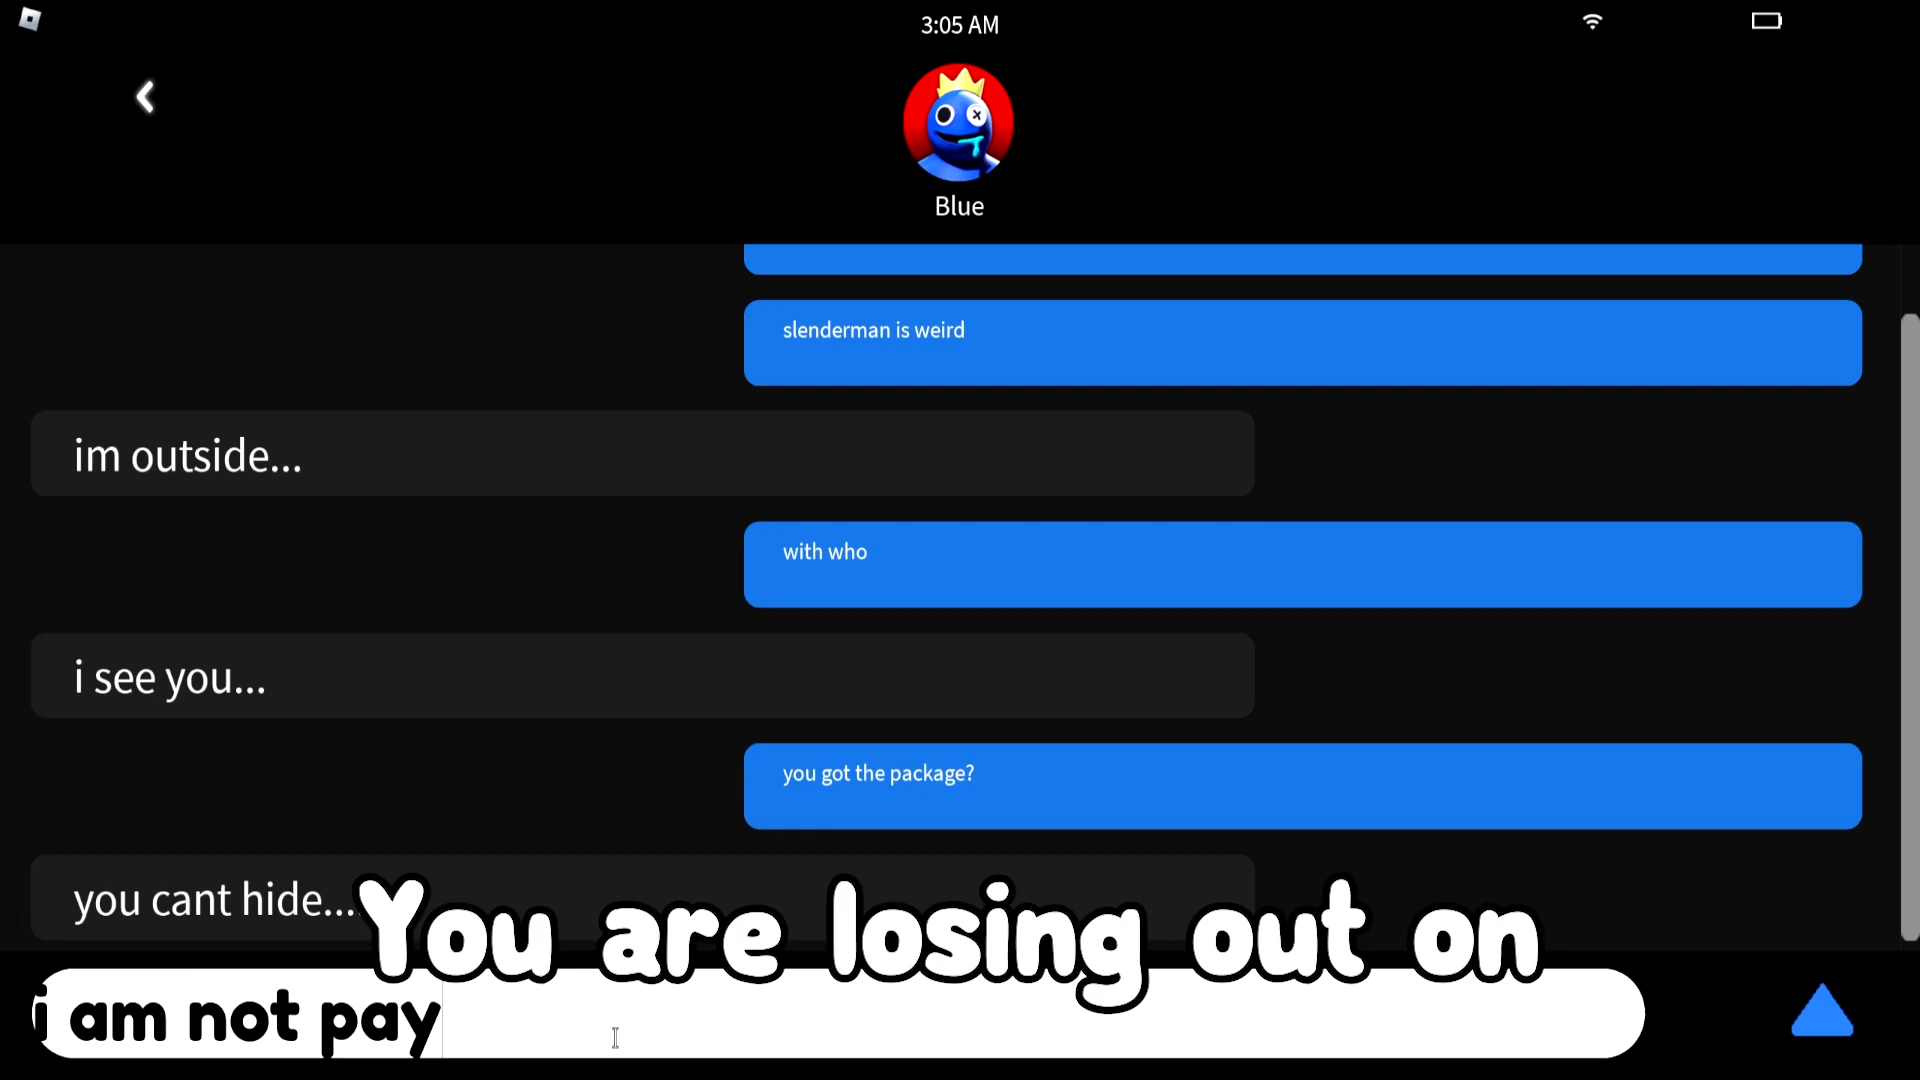 3:05 AM
Blue
slenderman is weird
im outside...
with who
i see you...
you got the package?
you cant hide....
You are losing out on
i am not pay